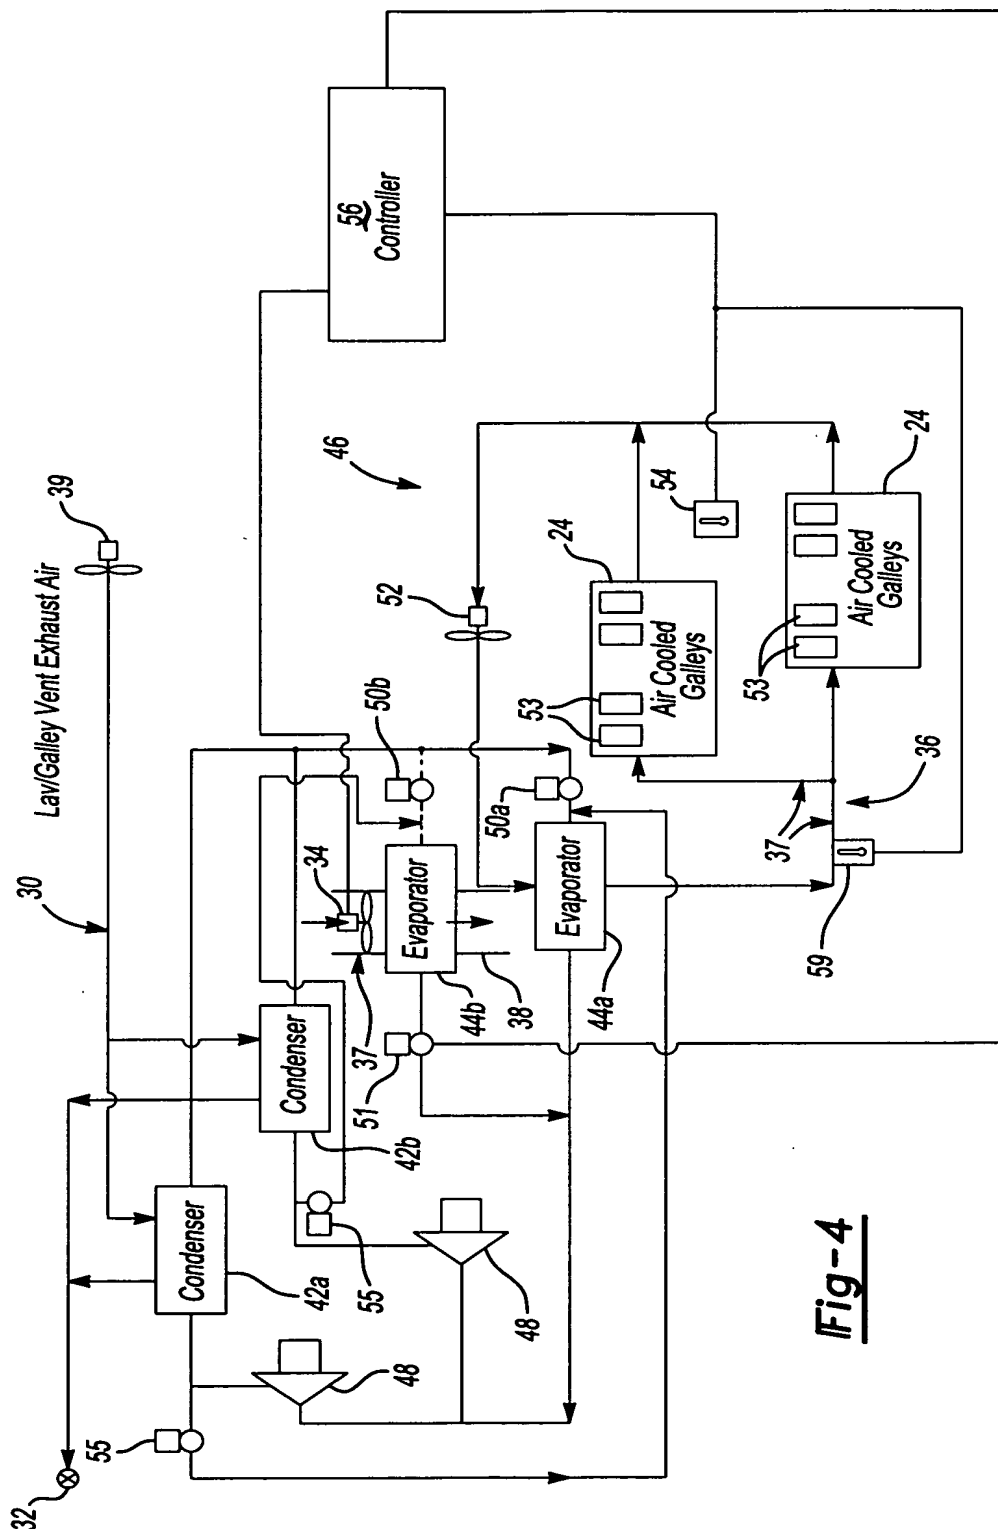 32
30
Lav/Galley Vent Exhaust Air
39
55
Condenser
42a
Condenser
42b
55
48
48
56
Controller
34
46
51
37
50b
52
Evaporator
44b
38
50a
Evaporator
44a
53
24
Air Cooled
Galleys
54
53
24
Air Cooled
Galleys
37
59
36
Fig-4